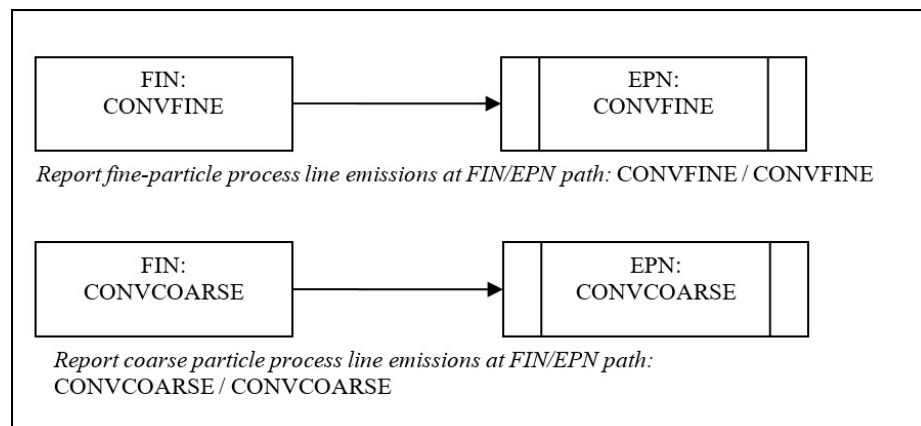 FIN:
CONVFINE
EPN:
CONVFINE
Report fine-particle process line emissions at FIN/EPN path: CONVFINE / CONVFINE
FIN:
CONVCOARSE
EPN:
CONVCOARSE
Report coarse particle process line emissions at FIN/EPN path:
CONVCOARSE / CONVCOARSE